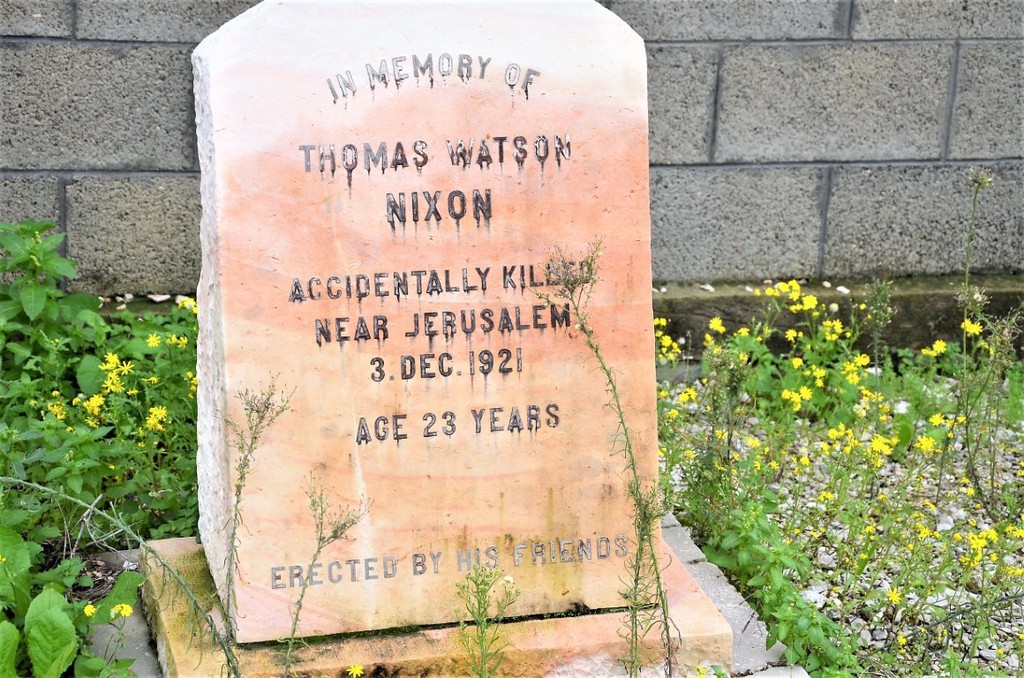 IN MEMORY OF
THOMAS WATSON
NIXON
ACCIDENTALLY KILLED
NEAR JERUSALEM
3. DEC. 1921
AGE 23 YEARS
ERECTED BY HIS FRIENDS.